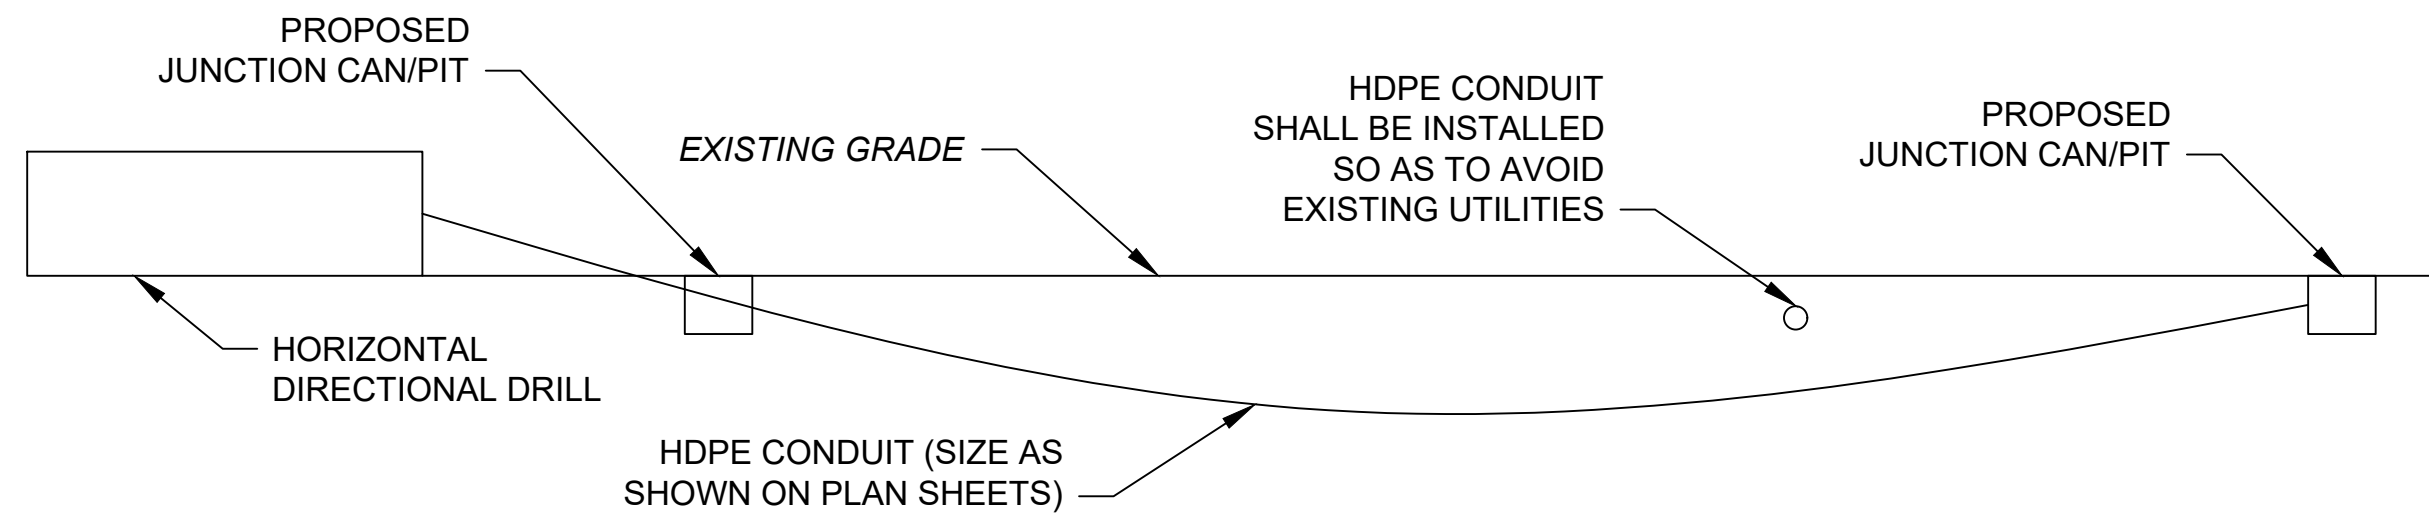 PROPOSED
JUNCTION CAN/PIT
EXISTING GRADE
HDPE CONDUIT
SHALL BE INSTALLED
SO AS TO AVOID
EXISTING UTILITIES
PROPOSED
JUNCTION CAN/PIT
HORIZONTAL
DIRECTIONAL DRILL
HDPE CONDUIT (SIZE AS
SHOWN ON PLAN SHEETS)